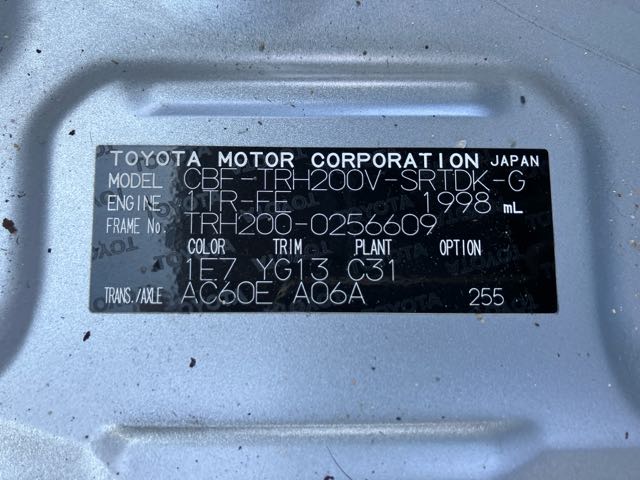 TOYOTA MOTOR CORPORATION JAPAN
MODEL CBF-TRH200V-SRTDK-G
ENGINE 1TR-FE 1998 mL
FRAME No. TRH200-0256609
COLOR TRIM PLANT OPTION
1E7 YG13 C31
TRANS./AXLE AC60E A06A 255